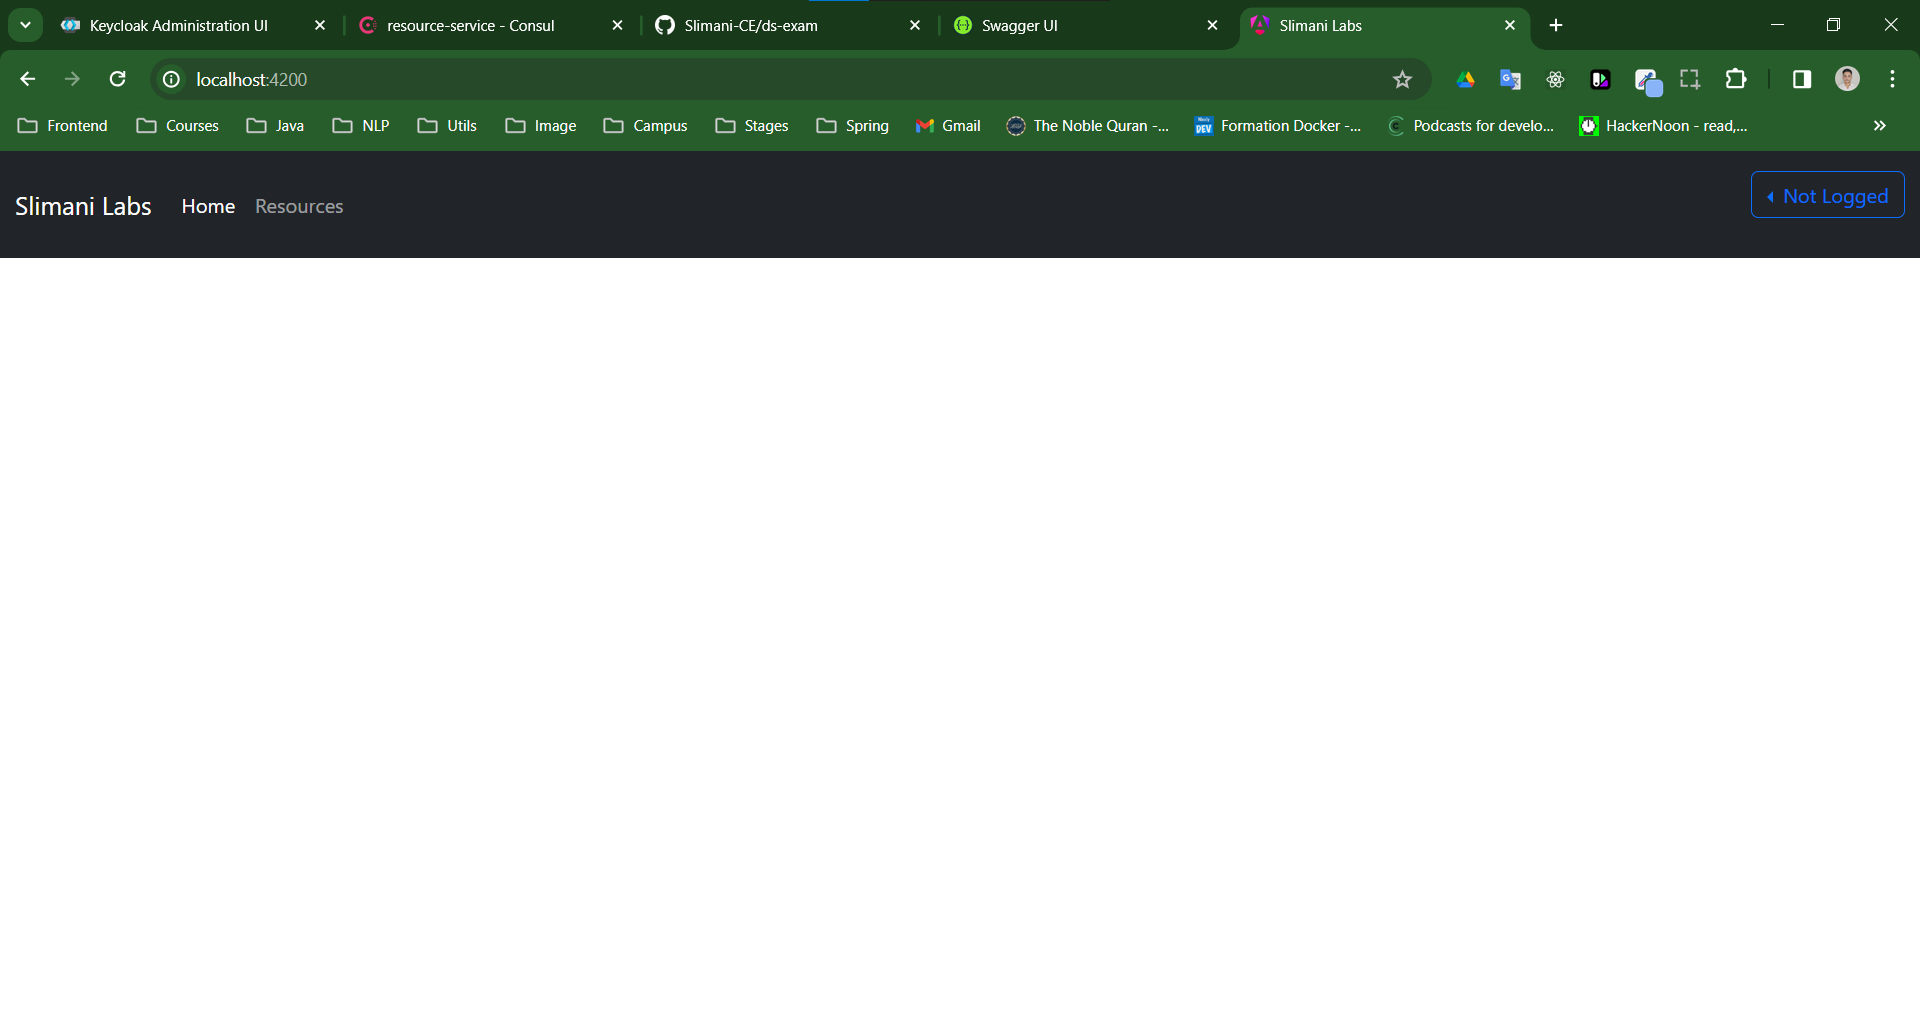 Keycloak Administration UI
resource-service - Consul
Slimani-CE/ds-exam
Swagger UI
Slimani Labs
localhost:4200
Frontend
Courses
Java
NLP
Utils
Image
Campus
Stages
Spring
Gmail
The Noble Quran -...
DEV Formation Docker -...
Podcasts for develo...
HackerNoon - read,...
Slimani Labs
Home
Resources
Not Logged